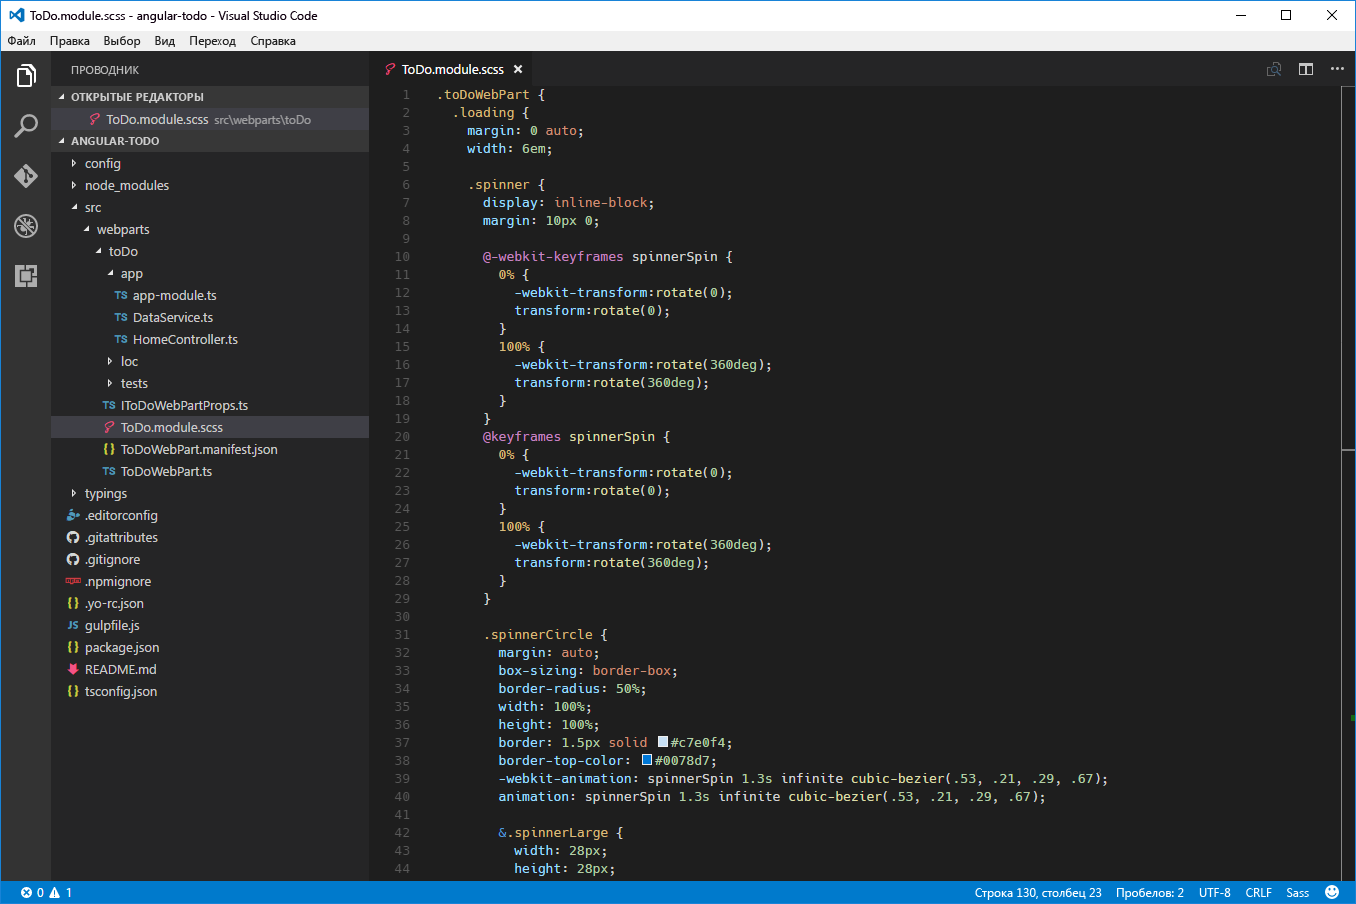 ToDo.module.scss - angular-todo - Visual Studio Code
Файл Правка Выбор Вид Переход Справка
ПРОВОДНИК
ОТКРЫТЫЕ РЕДАКТОРЫ
ToDo.module.scss src\webparts\toDo
ANGULAR-TODO
config
node_modules
src
webparts
toDo
app
TS app-module.ts
TS DataService.ts
TS HomeController.ts
loc
tests
TS IToDoWebPartProps.ts
ToDo.module.scss
{} ToDoWebPart.manifest.json
TS ToDoWebPart.ts
typings
.editorconfig
.gitattributes
.gitignore
npm .npmignore
{} .yo-rc.json
JS gulpfile.js
{} package.json
README.md
{} tsconfig.json
ToDo.module.scss
1 .toDoWebPart {
2 .loading {
3 margin: 0 auto;
4 width: 6em;
5
6 .spinner {
7 display: inline-block;
8 margin: 10px 0;
9
10 @-webkit-keyframes spinnerSpin {
11 0% {
12 -webkit-transform:rotate(0);
13 transform:rotate(0);
14 }
15 100% {
16 -webkit-transform:rotate(360deg);
17 transform:rotate(360deg);
18 }
19 }
20 @keyframes spinnerSpin {
21 0% {
22 -webkit-transform:rotate(0);
23 transform:rotate(0);
24 }
25 100% {
26 -webkit-transform:rotate(360deg);
27 transform:rotate(360deg);
28 }
29 }
30
31 .spinnerCircle {
32 margin: auto;
33 box-sizing: border-box;
34 border-radius: 50%;
35 width: 100%;
36 height: 100%;
37 border: 1.5px solid #c7e0f4;
38 border-top-color: #0078d7;
39 -webkit-animation: spinnerSpin 1.3s infinite cubic-bezier(.53, .21, .29, .67);
40 animation: spinnerSpin 1.3s infinite cubic-bezier(.53, .21, .29, .67);
41
42 &.spinnerLarge {
43 width: 28px;
44 height: 28px;
0 1 Строка 130, столбец 23 Пробелов: 2 UTF-8 CRLF Sass